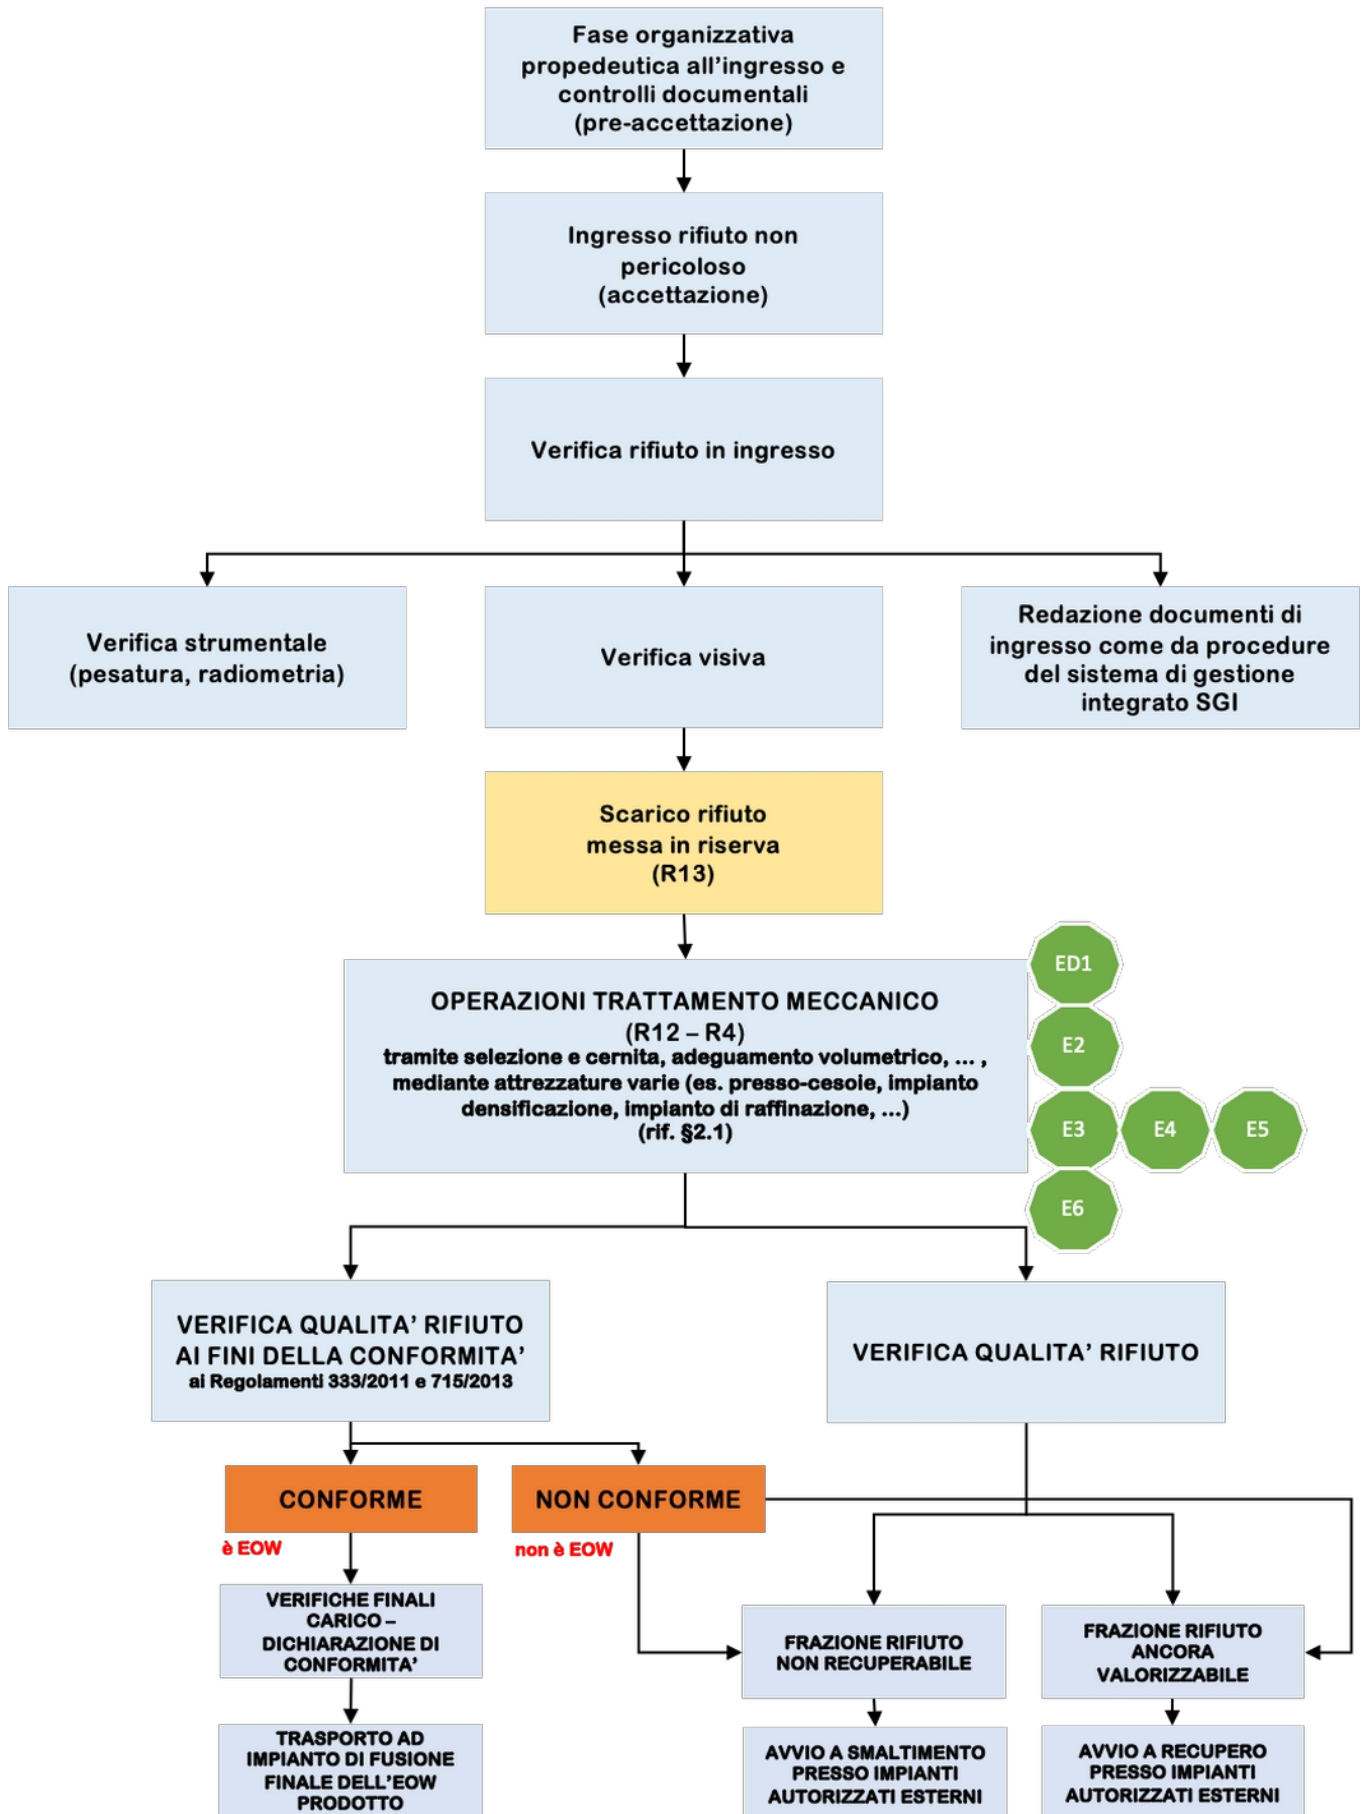 Fase organizzativa
propedeutica all'ingresso e
controlli documentali
(pre-accettazione)
Ingresso rifiuto non
pericoloso
(accettazione)
Verifica rifiuto in ingresso
Verifica strumentale
(pesatura, radiometria)
Verifica visiva
Redazione documenti di
ingresso come da procedure
del sistema di gestione
integrato SGI
Scarico rifiuto
messa in riserva
(R13)
OPERAZIONI TRATTAMENTO MECCANICO
(R12 – R4)
tramite selezione e cernita, adeguamento volumetrico, ... ,
mediante attrezzature varie (es. presso-cesoie, impianto
densificazione, impianto di raffinazione, ...)
(rif. §2.1)
ED1
E2
E3
E4
E5
E6
VERIFICA QUALITA' RIFIUTO
AI FINI DELLA CONFORMITA'
ai Regolamenti 333/2011 e 715/2013
VERIFICA QUALITA' RIFIUTO
CONFORME
NON CONFORME
è EOW
non è EOW
VERIFICHE FINALI
CARICO –
DICHIARAZIONE DI
CONFORMITA'
FRAZIONE RIFIUTO
NON RECUPERABILE
FRAZIONE RIFIUTO
ANCORA
VALORIZZABILE
TRASPORTO AD
IMPIANTO DI FUSIONE
FINALE DELL'EOW
PRODOTTO
AVVIO A SMALTIMENTO
PRESSO IMPIANTI
AUTORIZZATI ESTERNI
AVVIO A RECUPERO
PRESSO IMPIANTI
AUTORIZZATI ESTERNI